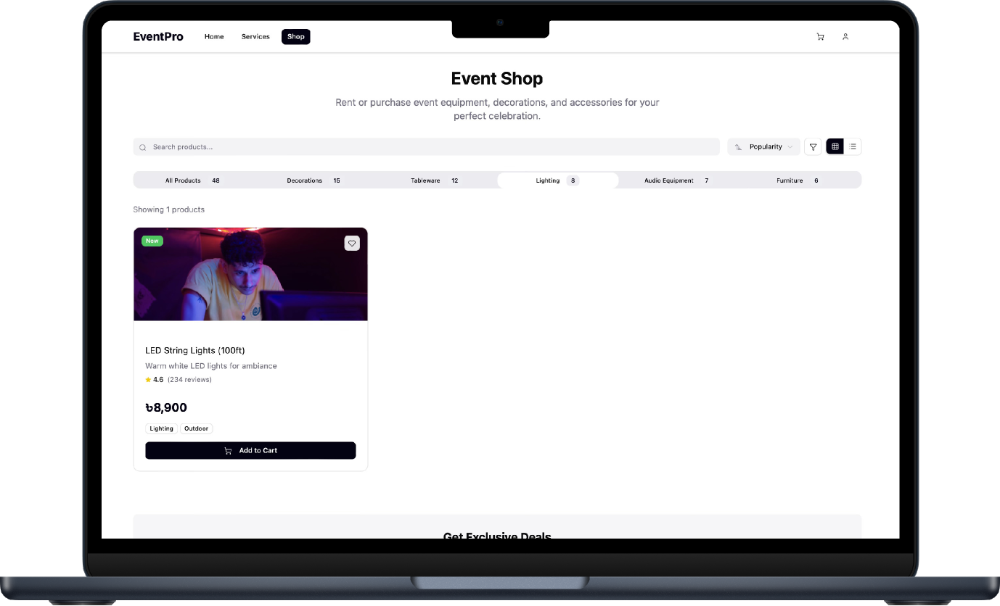 EventPro Home Services Shop
Event Shop
Rent or purchase event equipment, decorations, and accessories for your
perfect celebration.
Search products... Popularity
All Products 48 Decorations 15 Tableware 12 Lighting 8 Audio Equipment 7 Furniture 6
Showing 1 products
New
LED String Lights (100ft)
Warm white LED lights for ambiance
4.6 (234 reviews)
৳8,900
Lighting Outdoor
Add to Cart
Get Exclusive Deals